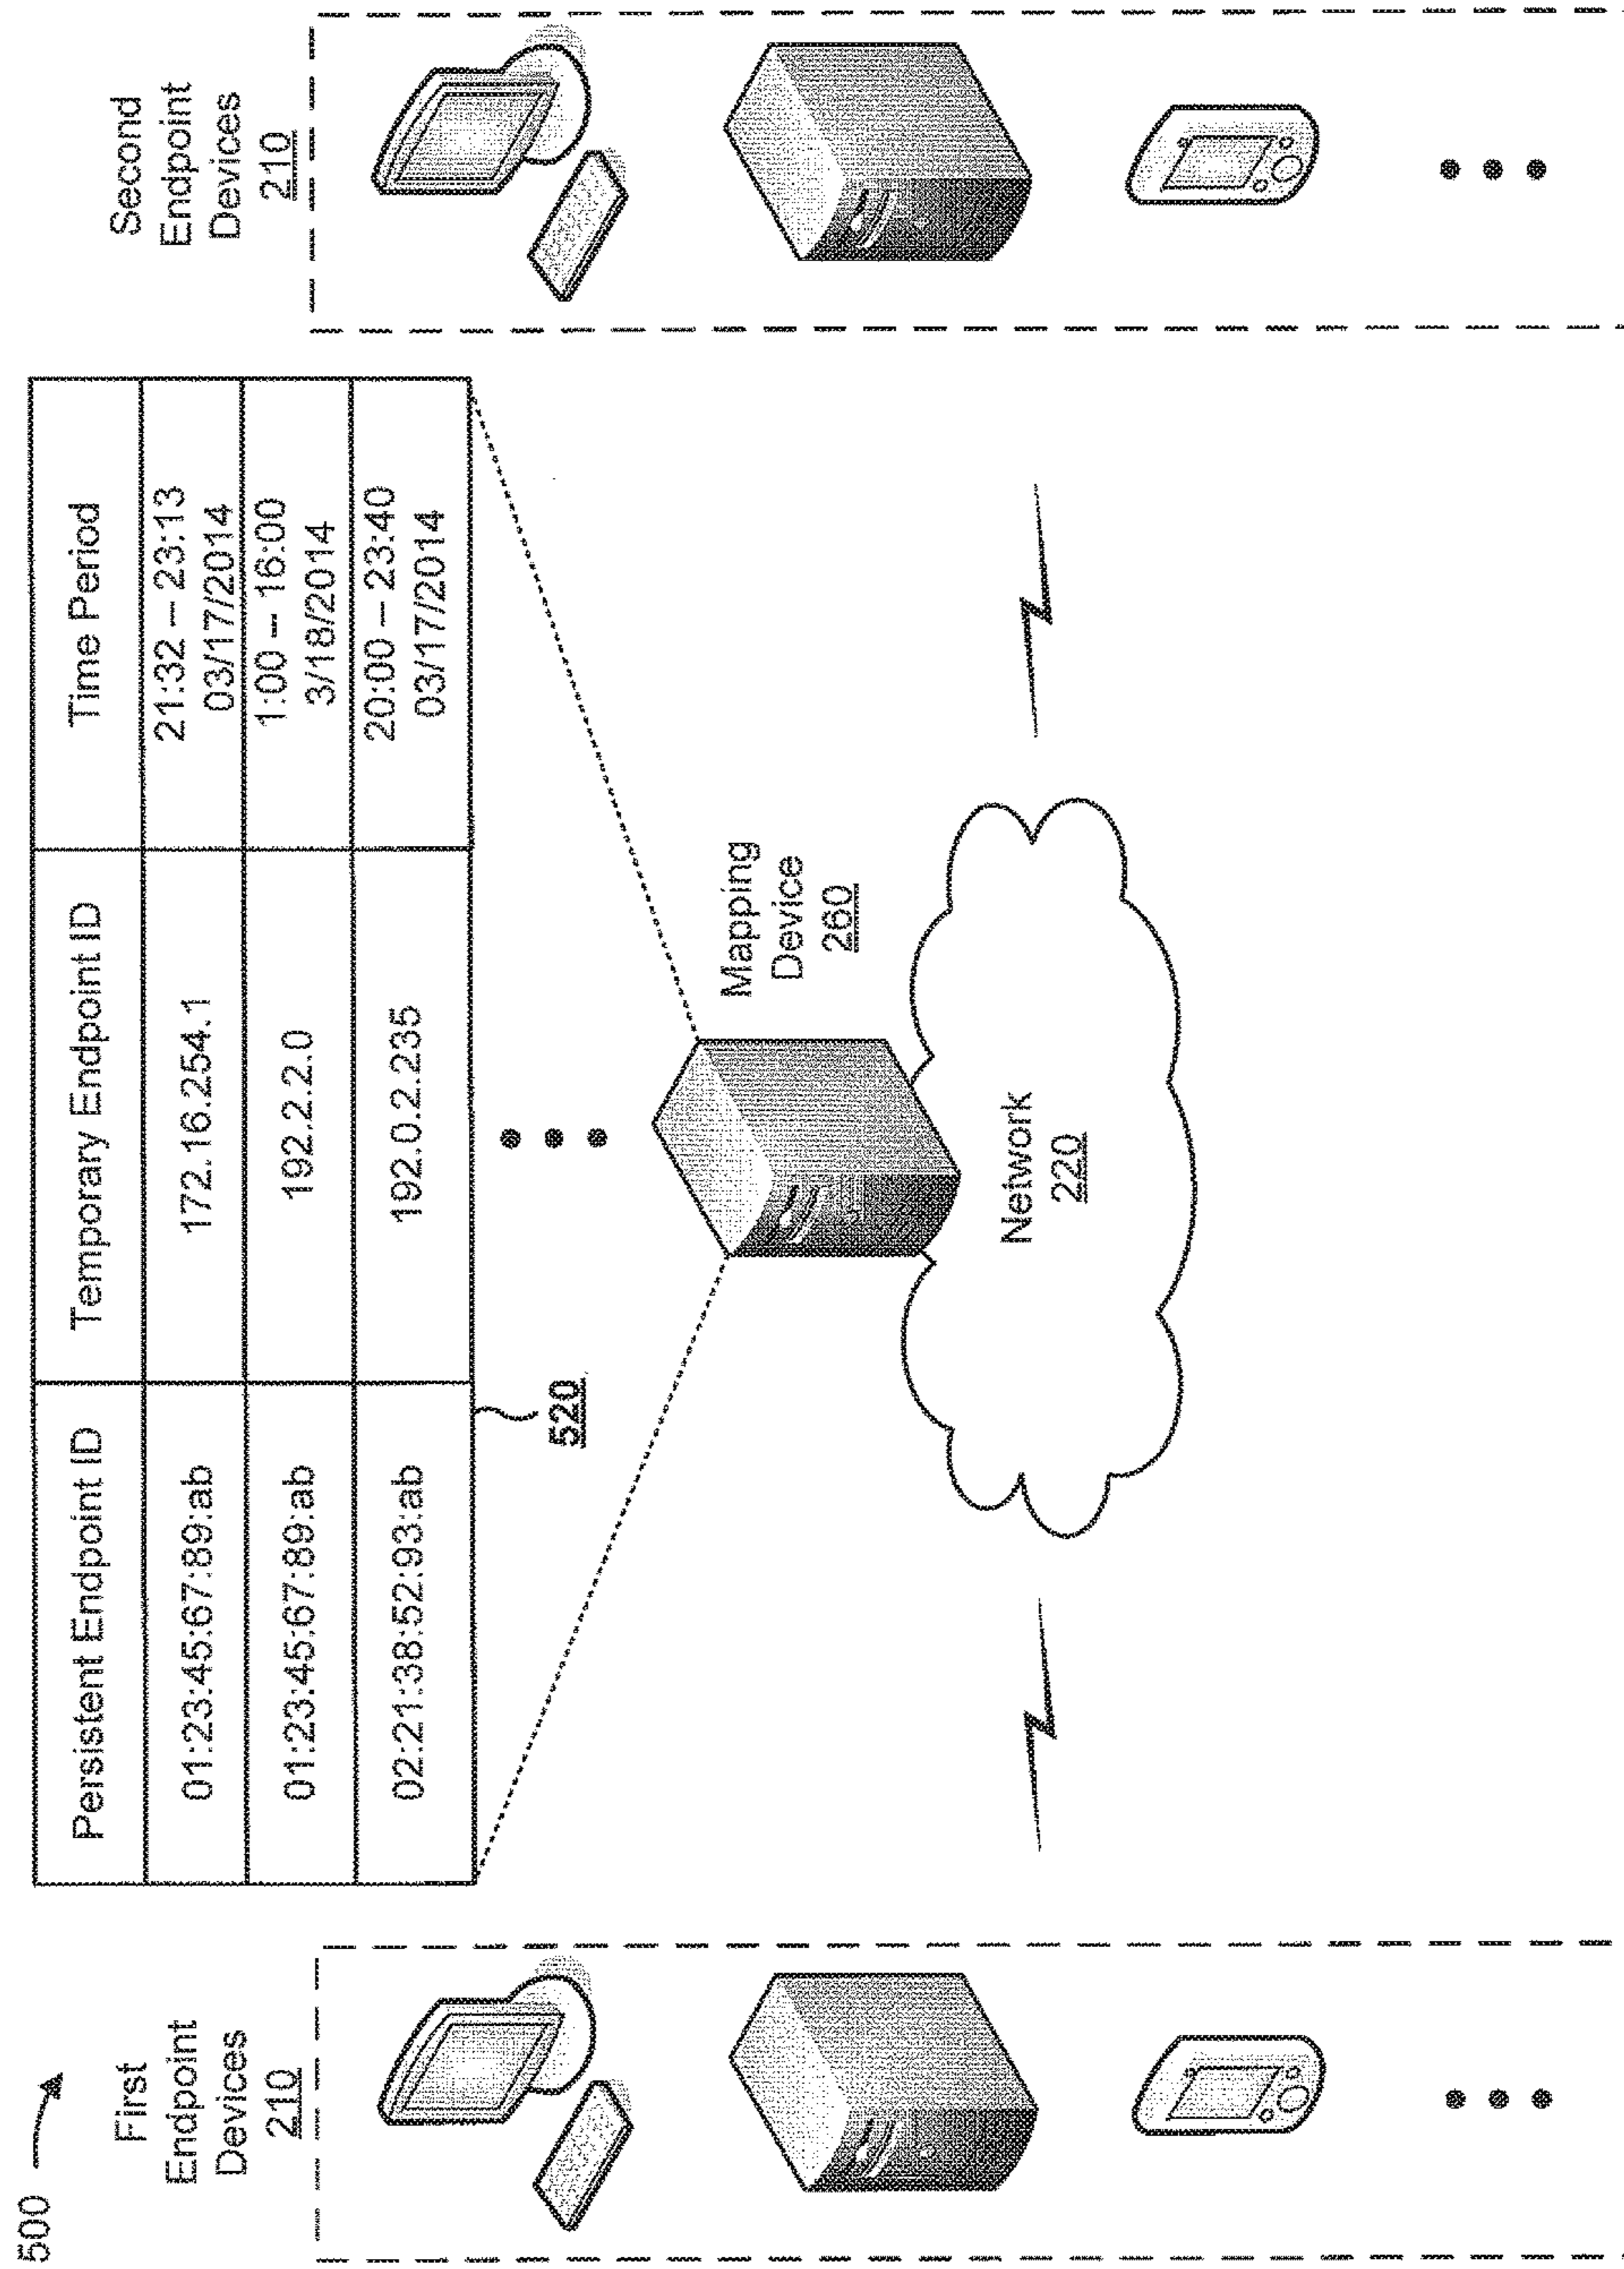 500
First
Endpoint
Devices
210
Persistent Endpoint ID
Temporary Endpoint ID
Time Period
01:23:45:67:89:ab
172.16.254.1
21:32 – 23:13
03/17/2014
01:23:45:67:89:ab
192.2.2.0
1:00 – 16:00
3/18/2014
02:21:38:52:93:ab
192.0.2.235
20:00 – 23:40
03/17/2014
520
Mapping
Device
260
Network
220
Second
Endpoint
Devices
210